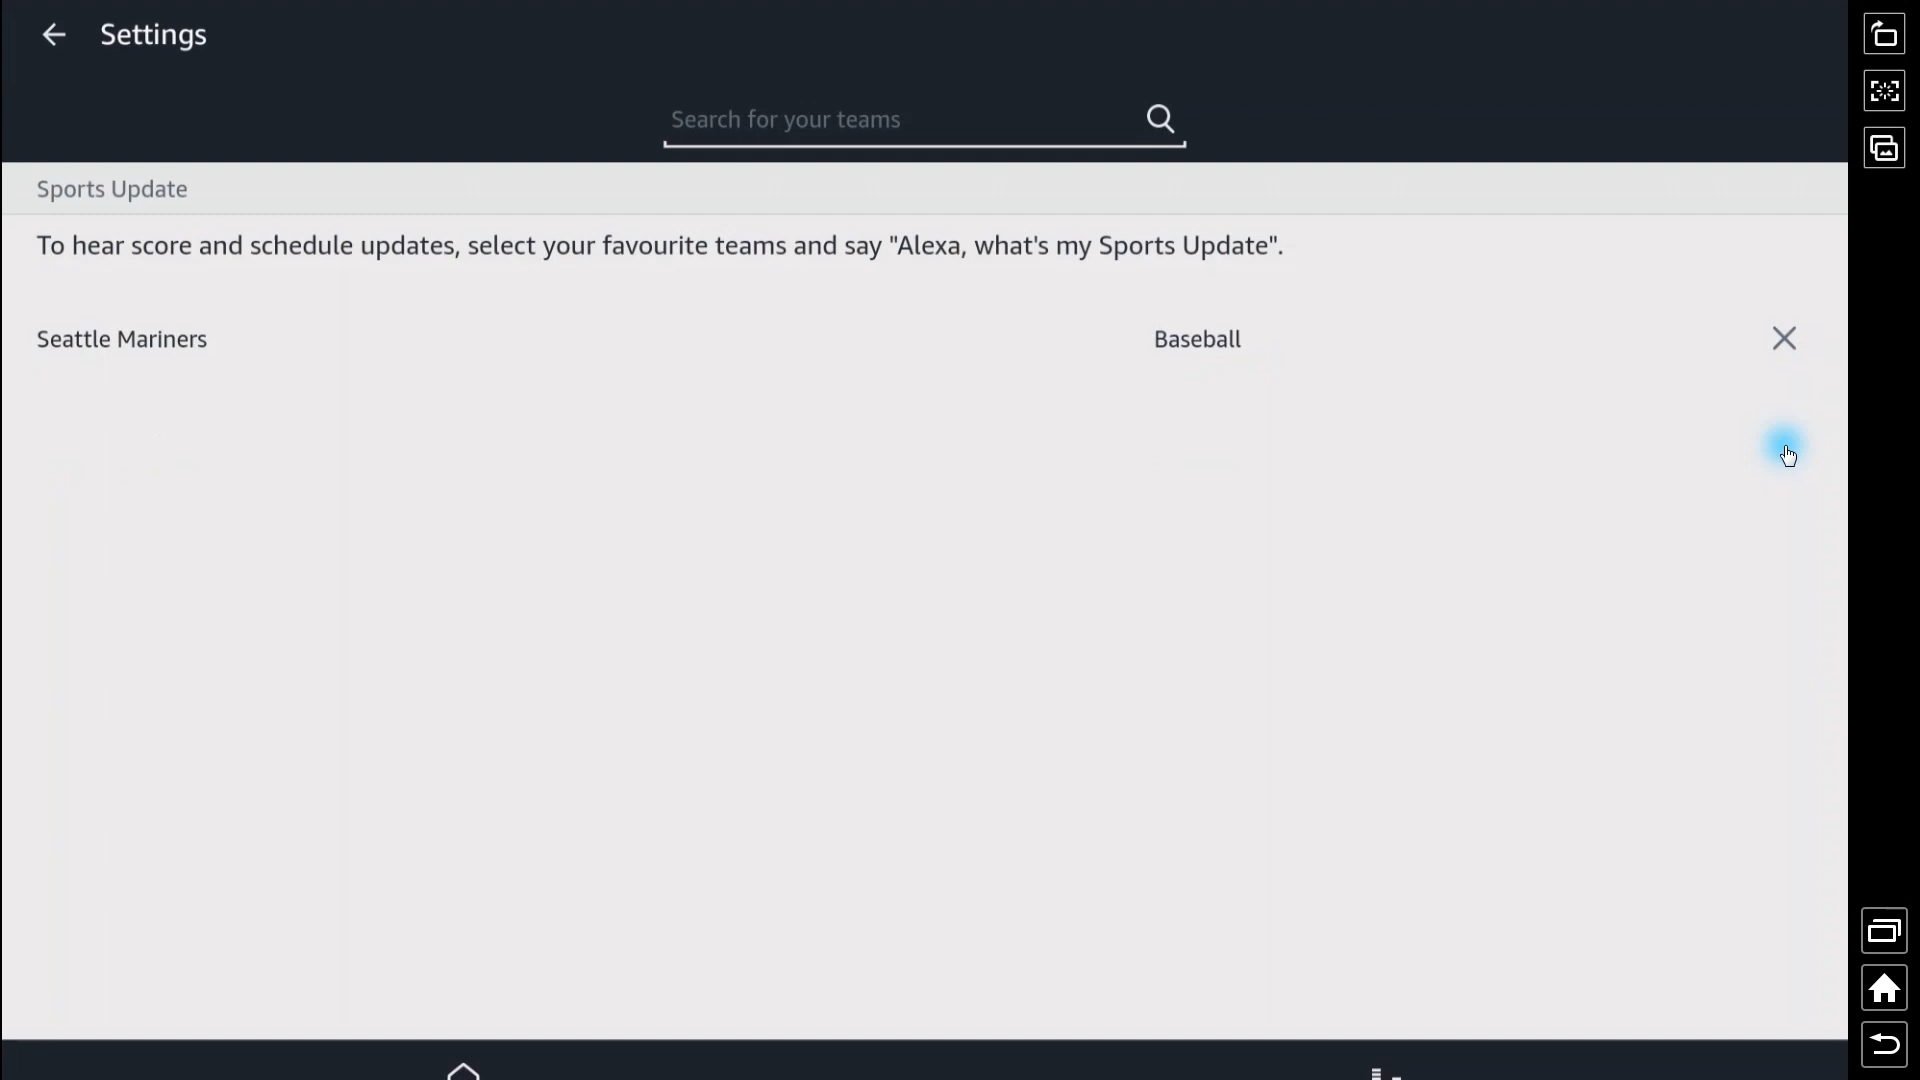 Settings
Search for your teams
Sports Update
To hear score and schedule updates, select your favourite teams and say "Alexa, what's my Sports Update".
Seattle Mariners Baseball